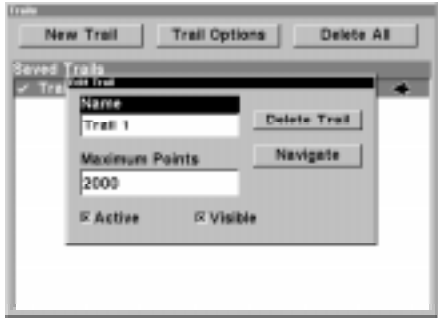 Trails
New Trail Trail Options Delete All
Saved Trails
Tra
Edit Trail
Name
Trail 1
Delete Trail
Maximum Points
Navigate
2000
Active Visible